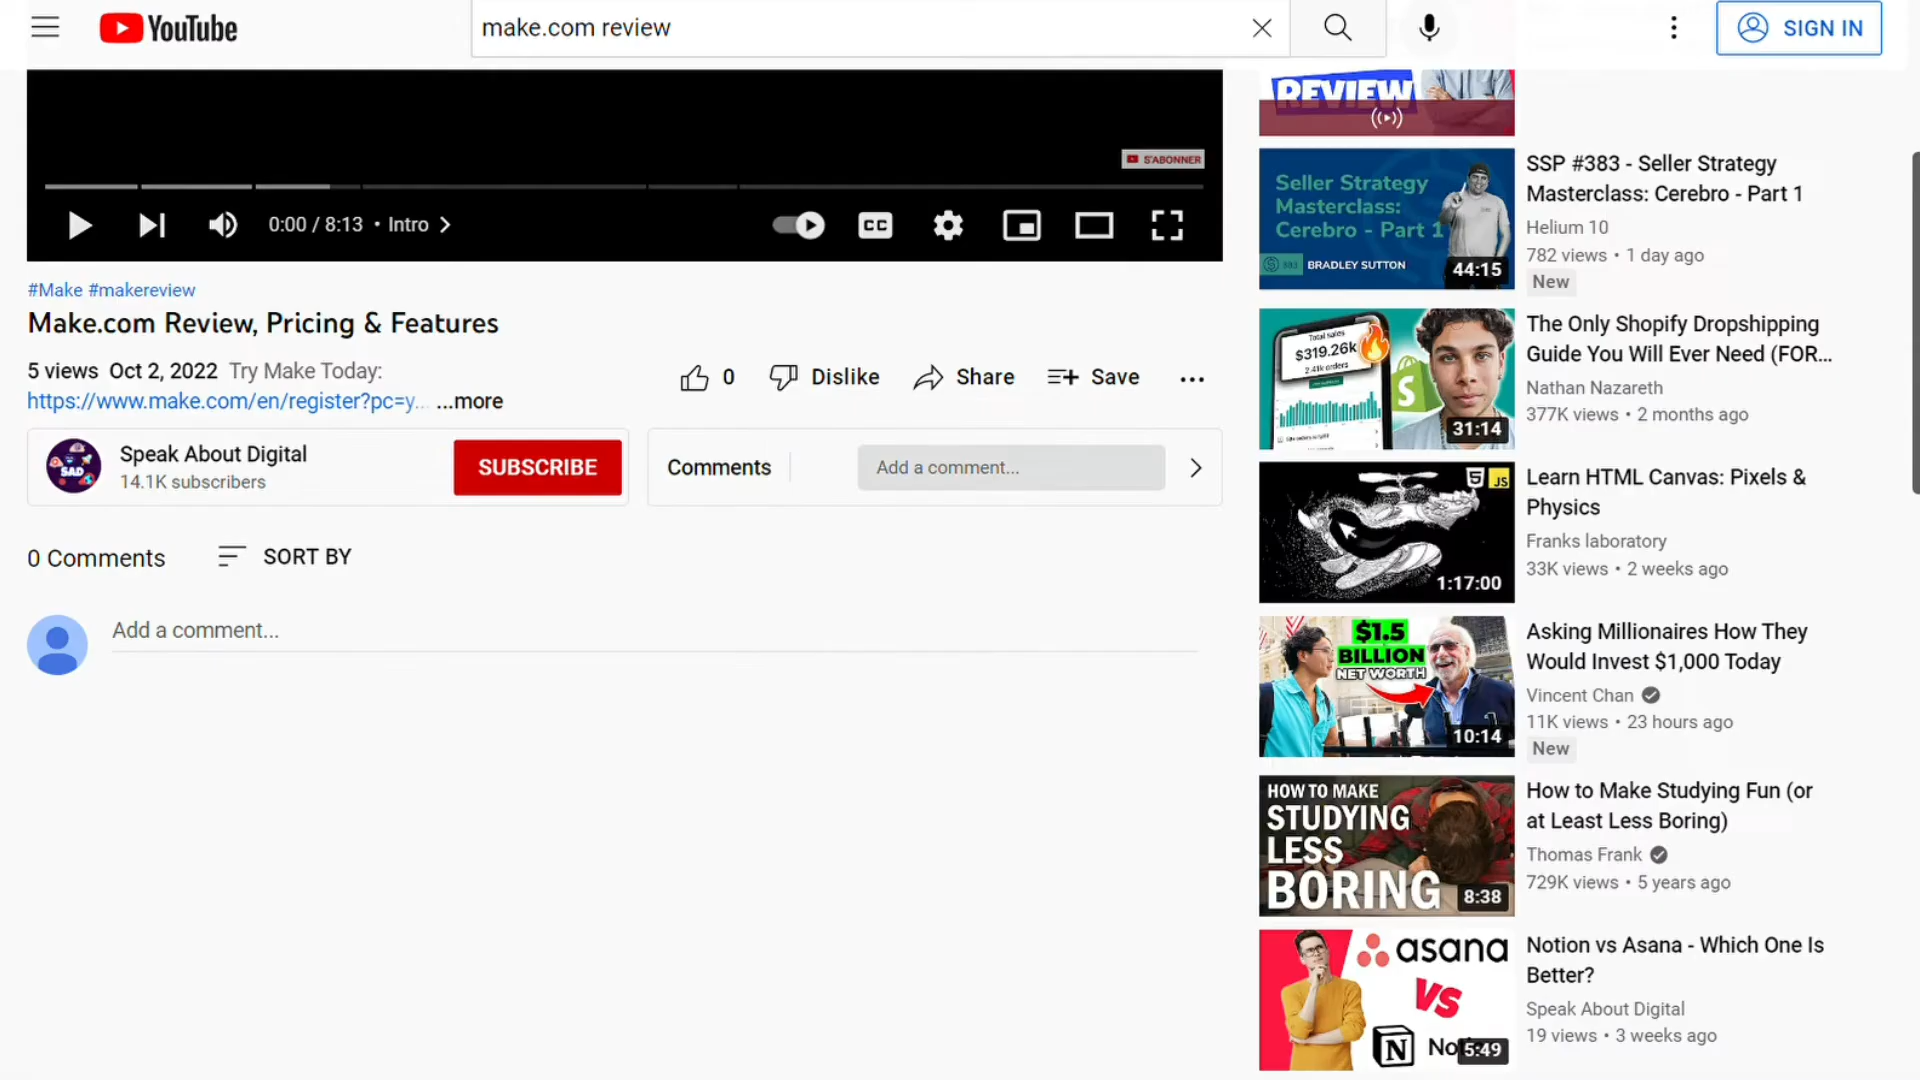 YouTube
make.com review
SIGN IN
S'ABONNER
0:00 / 8:13 • Intro
CC
#Make #makereview
Make.com Review, Pricing & Features
5 views Oct 2, 2022 Try Make Today:
https://www.make.com/en/register?pc=y... ...more
0
Dislike
Share
Save
SAD
Speak About Digital
14.1K subscribers
SUBSCRIBE
Comments
Add a comment...
0 Comments
SORT BY
Add a comment...
REVIEW
Seller Strategy
Masterclass:
Cerebro - Part 1
BRADLEY SUTTON
44:15
SSP #383 - Seller Strategy
Masterclass: Cerebro - Part 1
Helium 10
782 views • 1 day ago
New
Total sales
$319.26k
2.41k orders
S
31:14
The Only Shopify Dropshipping
Guide You Will Ever Need (FOR...
Nathan Nazareth
377K views • 2 months ago
5
JS
1:17:00
Learn HTML Canvas: Pixels &
Physics
Franks laboratory
33K views • 2 weeks ago
$1.5
BILLION
NET WORTH
10:14
Asking Millionaires How They
Would Invest $1,000 Today
Vincent Chan
11K views • 23 hours ago
New
HOW TO MAKE
STUDYING
LESS
BORING
8:38
How to Make Studying Fun (or
at Least Less Boring)
Thomas Frank
729K views • 5 years ago
asana
VS
N
5:49
Notion vs Asana - Which One Is
Better?
Speak About Digital
19 views • 3 weeks ago